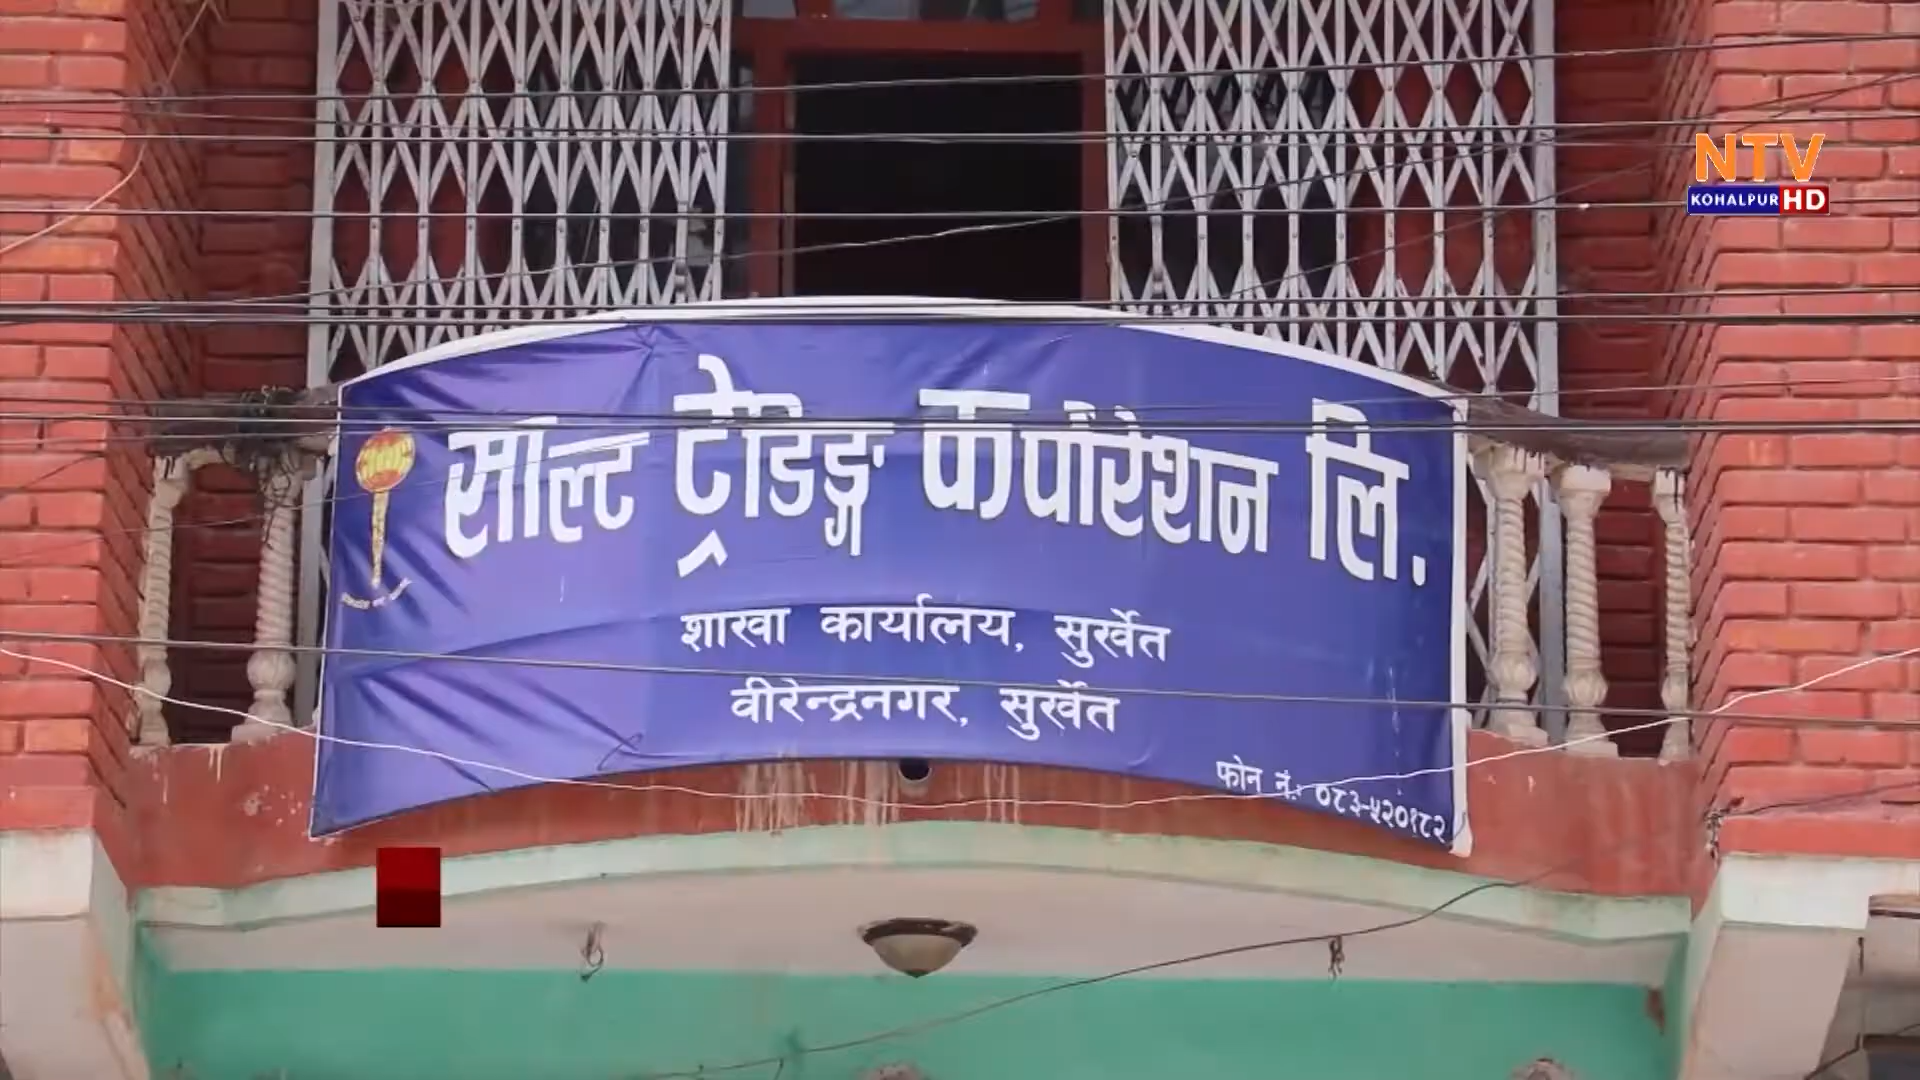 NTV
KOHALPUR HD
साल्ट ट्रेडिङ्ग कर्पोरेशन लि.
शाखा कार्यालय, सुर्खेत
वीरेन्द्रनगर, सुर्खेत
फोन नं.: ०८३-५२०१८२